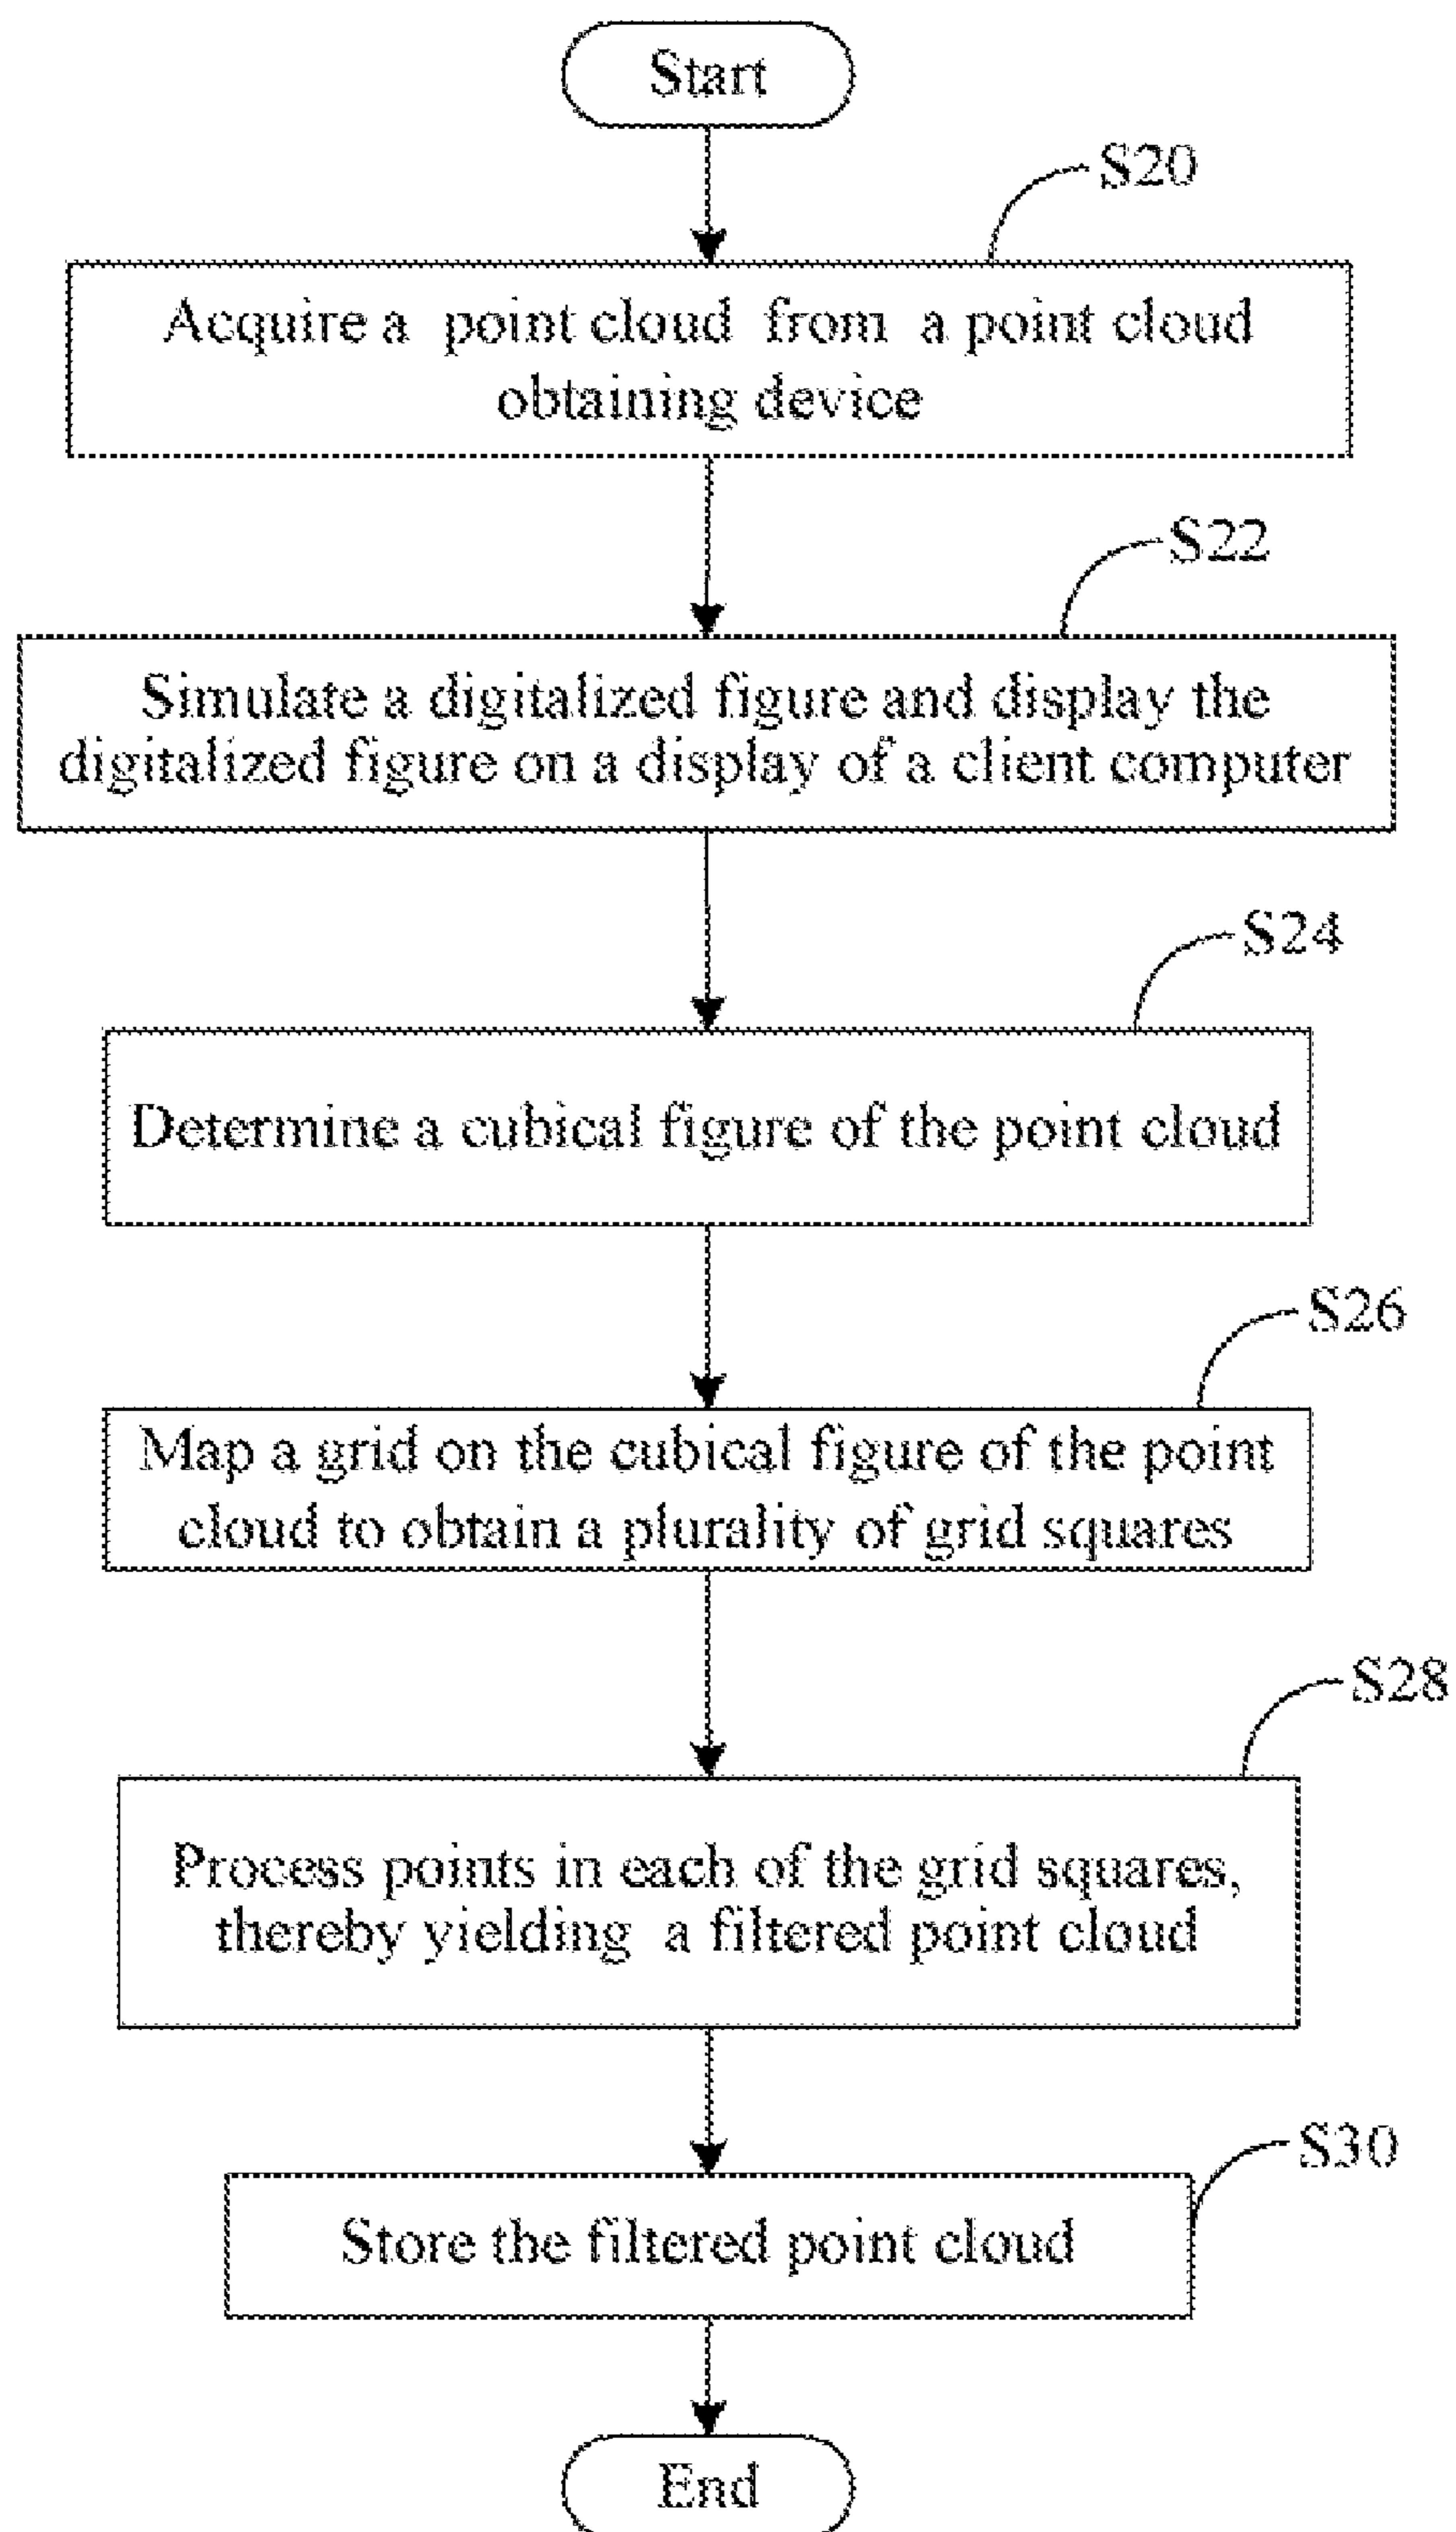 Start
S20
Acquire a point cloud from a point cloud
obtaining device
S22
Simulate a digitalized figure and display the
digitalized figure on a display of a client computer
S24
Determine a cubical figure of the point cloud
S26
Map a grid on the cubical figure of the point
cloud to obtain a plurality of grid squares
S28
Process points in each of the grid squares,
thereby yielding a filtered point cloud
S30
Store the filtered point cloud
End